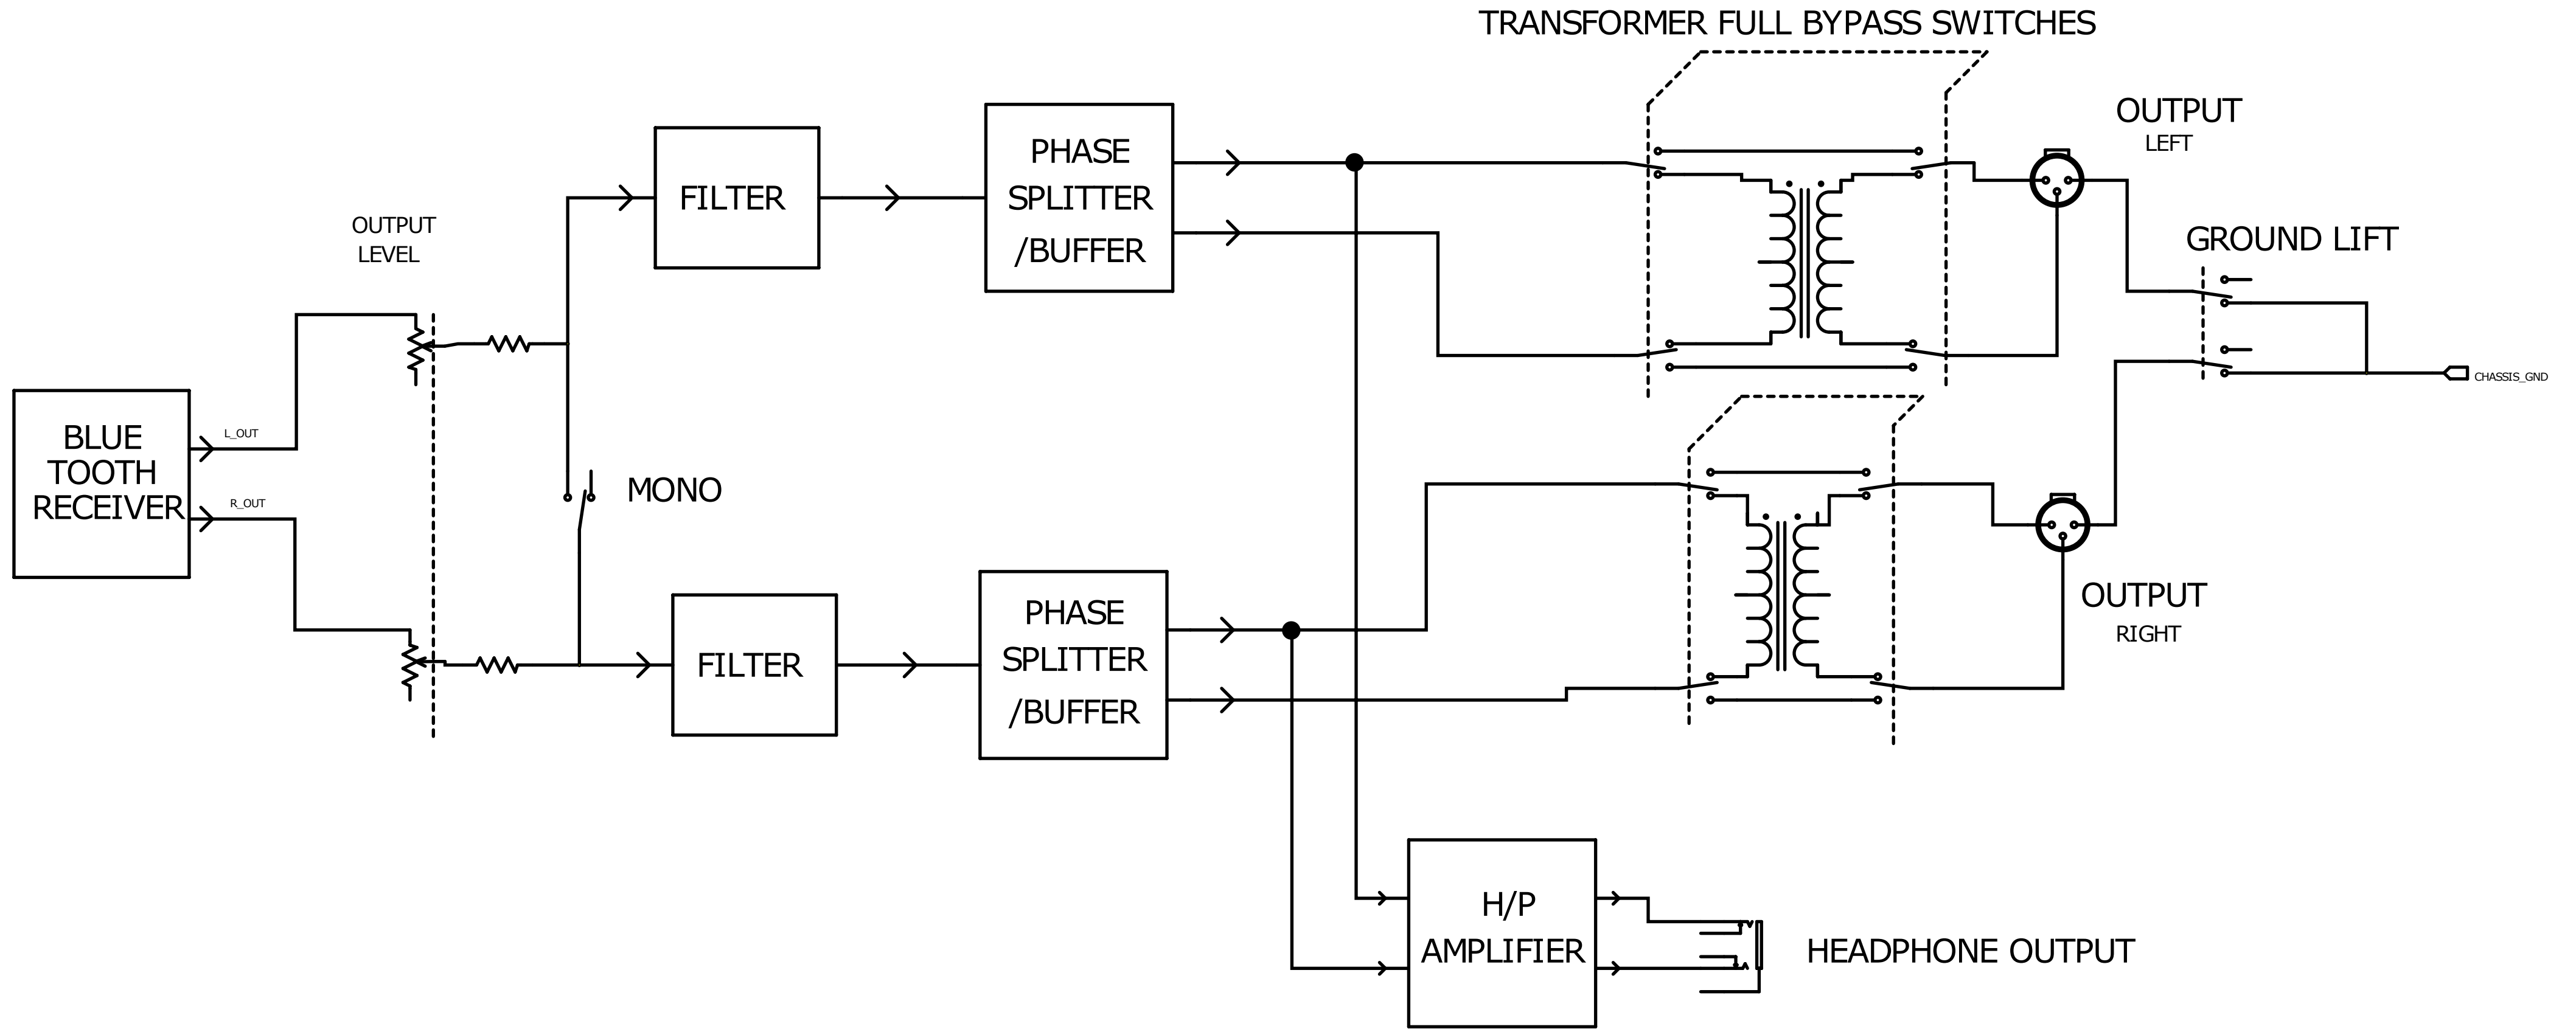 TRANSFORMER FULL BYPASS SWITCHES
OUTPUT
LEFT
PHASE
SPLITTER
/BUFFER
FILTER
OUTPUT
LEVEL
GROUND LIFT
CHASSIS_GND
BLUE
TOOTH
RECEIVER
L_OUT
R_OUT
MONO
OUTPUT
RIGHT
PHASE
SPLITTER
/BUFFER
FILTER
H/P
AMPLIFIER
HEADPHONE OUTPUT